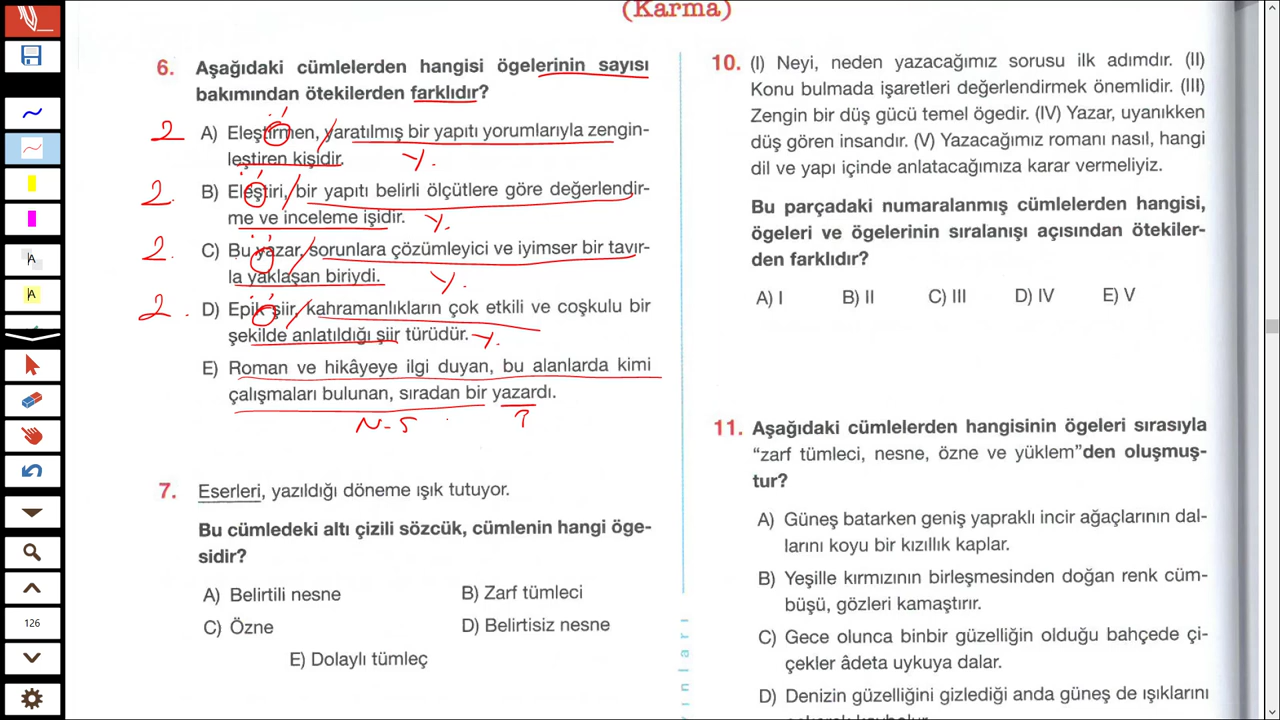 (Karma)
6. Aşağıdaki cümlelerden hangisi ögelerinin sayısı
bakımından ötekilerden farklıdır?
2 A) Eleştirmen, yaratılmış bir yapıtı yorumlarıyla zengin-
leştiren kişidir.
Y.
2. B) Eleştiri, bir yapıtı belirli ölçütlere göre değerlendir-
me ve inceleme işidir.
Y.
2. C) Bu yazar, sorunlara çözümleyici ve iyimser bir tavır-
la yaklaşan biriydi.
Y.
2. D) Epik şiir, kahramanlıkların çok etkili ve coşkulu bir
şekilde anlatıldığı şiir türüdür.
Y.
E) Roman ve hikâyeye ilgi duyan, bu alanlarda kimi
çalışmaları bulunan, sıradan bir yazardı.
N-S ?
7. Eserleri, yazıldığı döneme ışık tutuyor.
Bu cümledeki altı çizili sözcük, cümlenin hangi öge-
sidir?
A) Belirtili nesne B) Zarf tümleci
C) Özne D) Belirtisiz nesne
E) Dolaylı tümleç
10. (I) Neyi, neden yazacağımız sorusu ilk adımdır. (II)
Konu bulmada işaretleri değerlendirmek önemlidir. (III)
Zengin bir düş gücü temel ögedir. (IV) Yazar, uyanıkken
düş gören insandır. (V) Yazacağımız romanı nasıl, hangi
dil ve yapı içinde anlatacağımıza karar vermeliyiz.
Bu parçadaki numaralanmış cümlelerden hangisi,
ögeleri ve ögelerinin sıralanışı açısından ötekiler-
den farklıdır?
A) I B) II C) III D) IV E) V
11. Aşağıdaki cümlelerden hangisinin ögeleri sırasıyla
"zarf tümleci, nesne, özne ve yüklem"den oluşmuş-
tur?
A) Güneş batarken geniş yapraklı incir ağaçlarının dal-
larını koyu bir kızıllık kaplar.
B) Yeşille kırmızının birleşmesinden doğan renk cüm-
büşü, gözleri kamaştırır.
C) Gece olunca binbir güzelliğin olduğu bahçede çi-
çekler âdeta uykuya dalar.
D) Denizin güzelliğini gizlediği anda güneş de ışıklarını
A
A
126